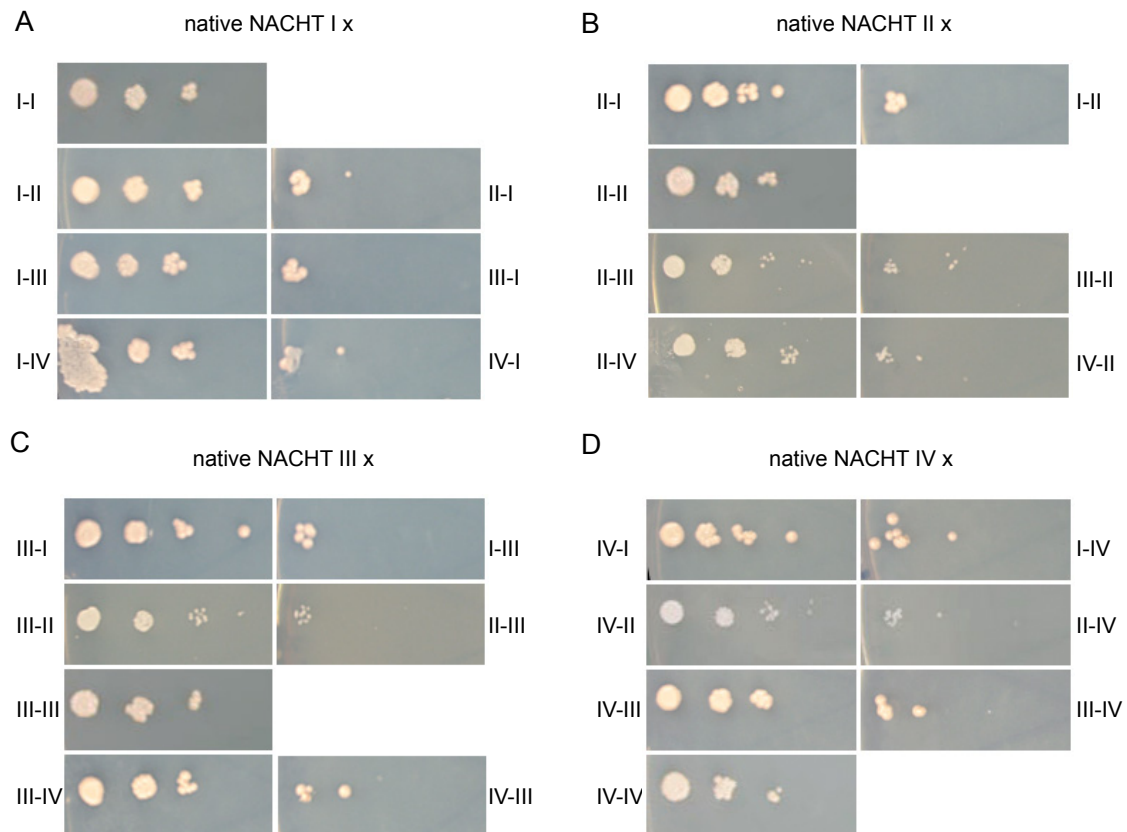 A
native NACHT I x
I-I
I-II
II-I
I-III
III-I
I-IV
IV-I
B
native NACHT II x
II-I
I-II
II-II
II-III
III-II
II-IV
IV-II
C
native NACHT III x
III-I
I-III
III-II
II-III
III-III
III-IV
IV-III
D
native NACHT IV x
IV-I
I-IV
IV-II
II-IV
IV-III
III-IV
IV-IV